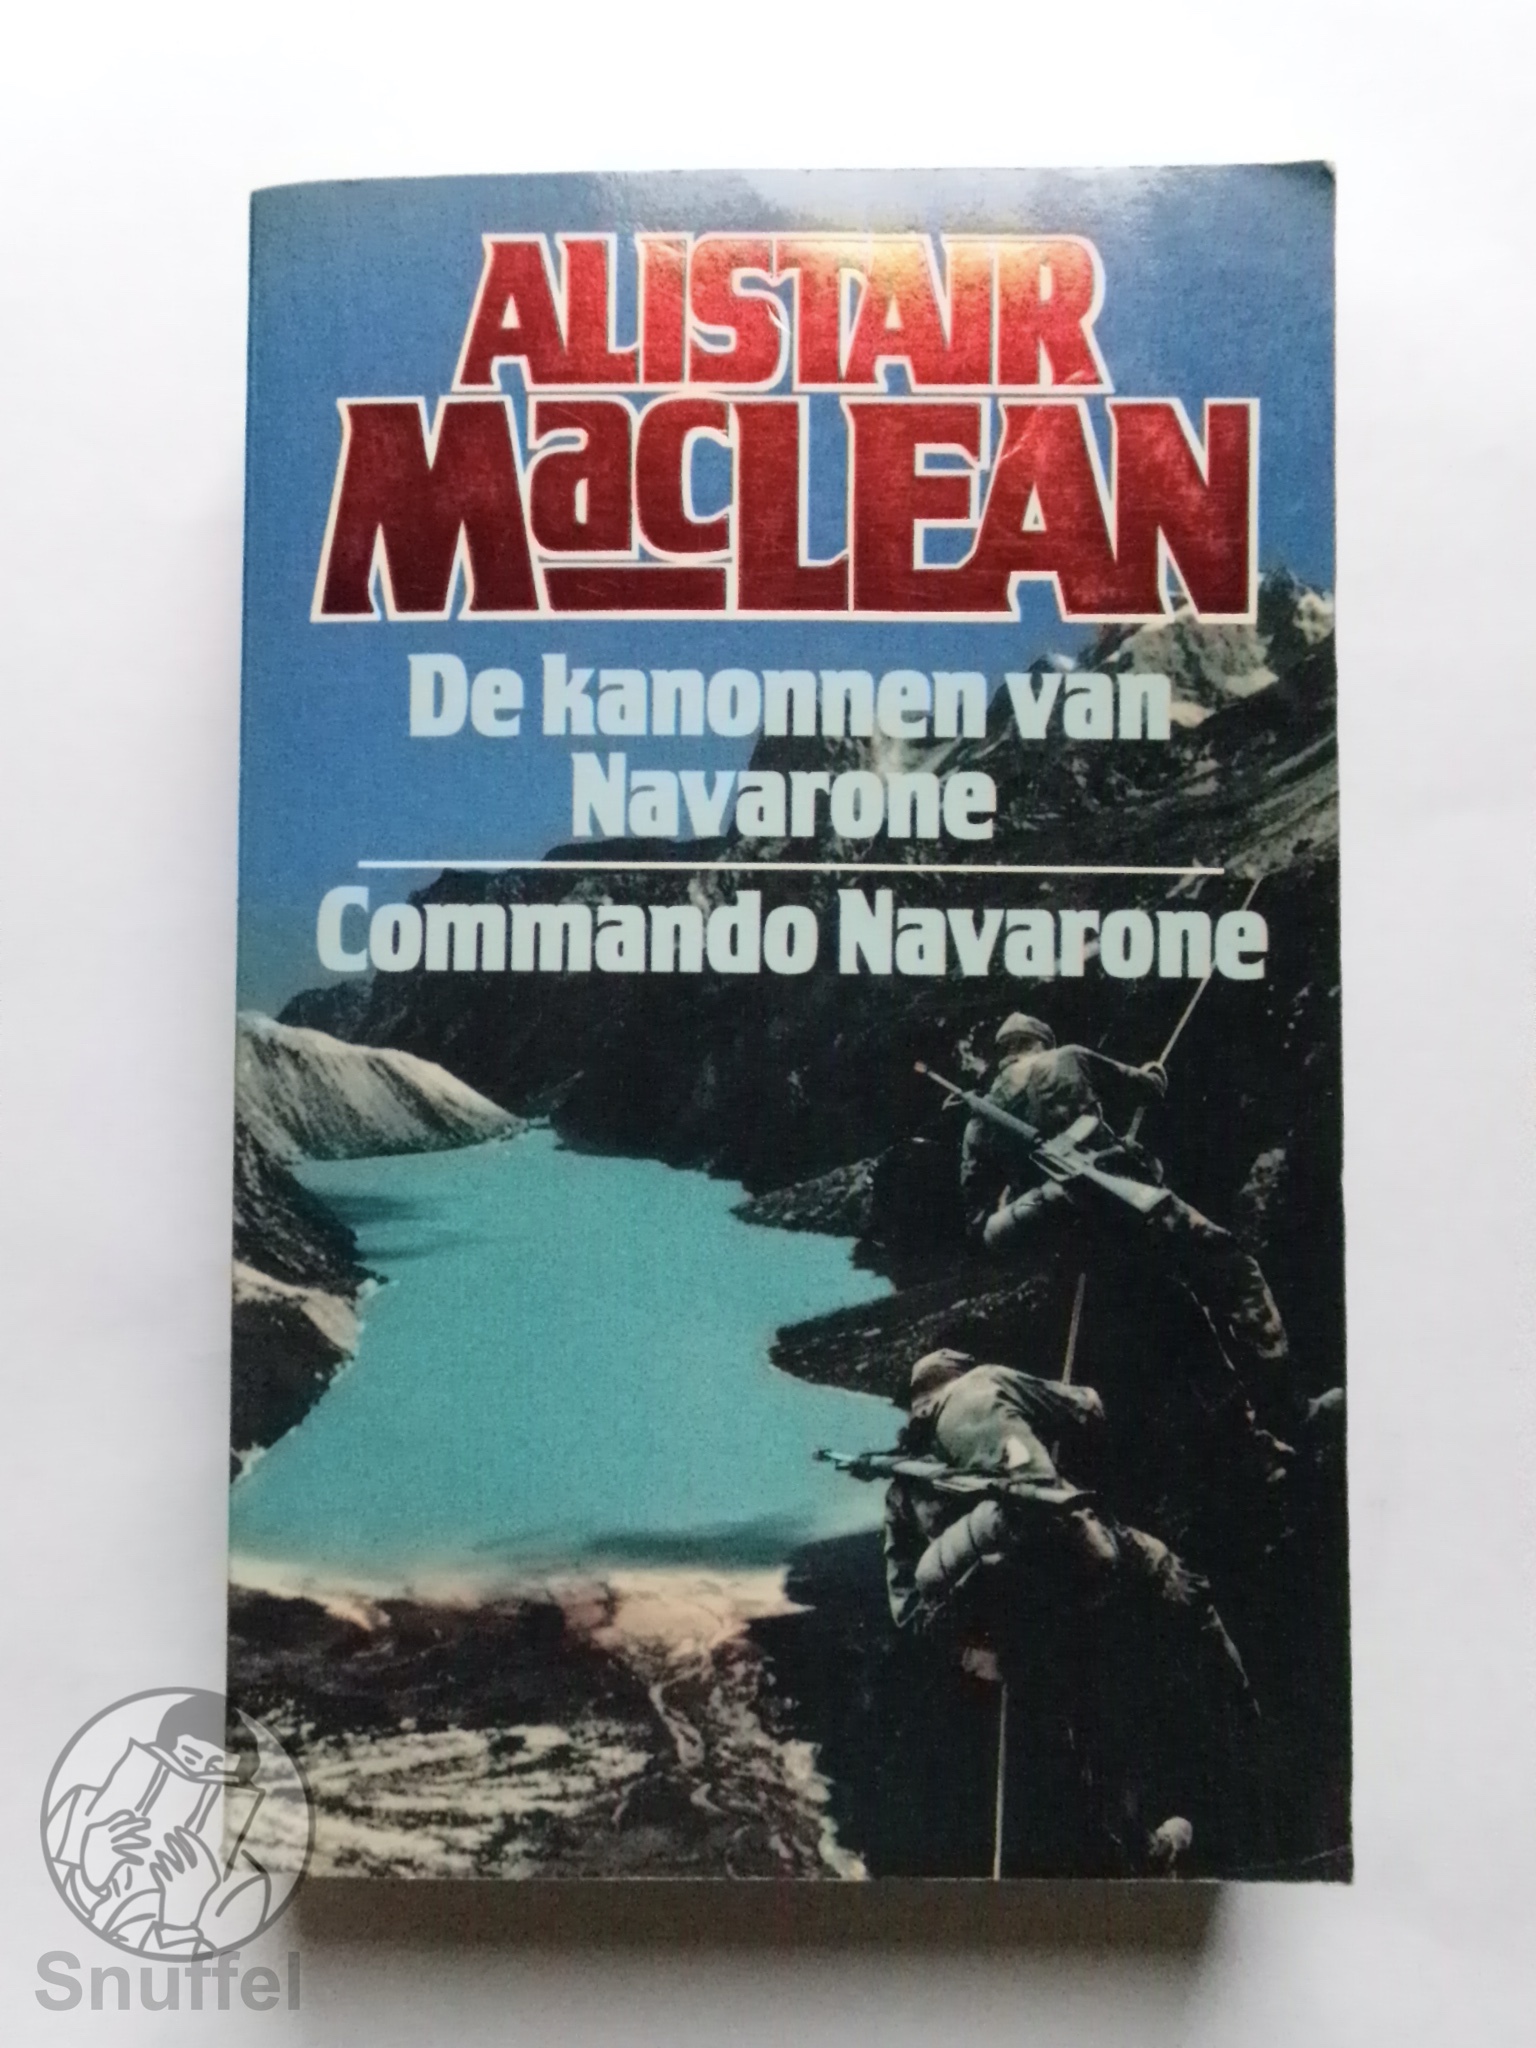 ALISTAIR
MacLEAN
De kanonnen van
Navarone
Commando Navarone
Snuffel